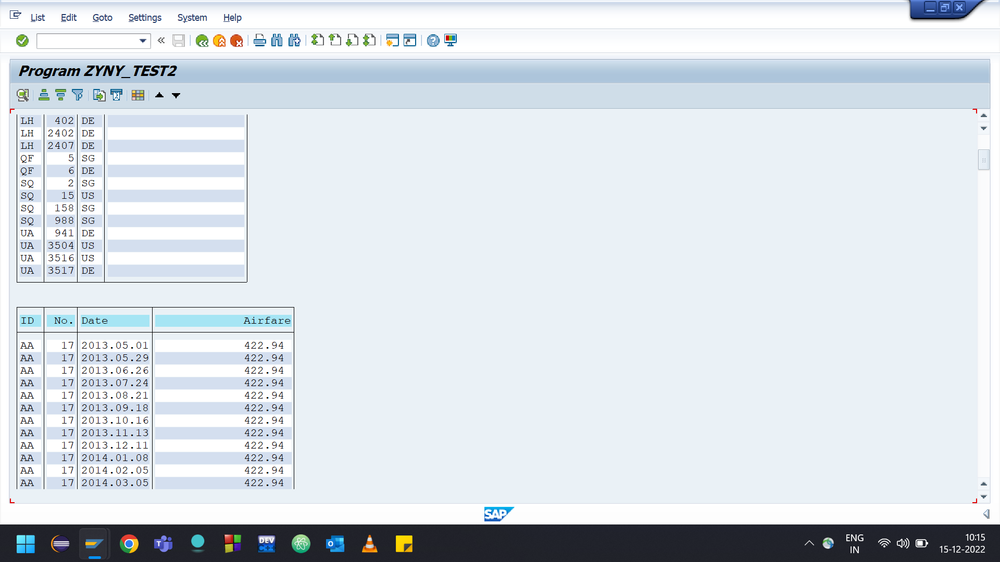 List Edit Goto Settings System Help
Program ZYNY_TEST2
LH 402 DE
LH 2402 DE
LH 2407 DE
QF 5 SG
QF 6 DE
SQ 2 SG
SQ 15 US
SQ 158 SG
SQ 988 SG
UA 941 DE
UA 3504 US
UA 3516 US
UA 3517 DE
ID No. Date Airfare
AA 17 2013.05.01 422.94
AA 17 2013.05.29 422.94
AA 17 2013.06.26 422.94
AA 17 2013.07.24 422.94
AA 17 2013.08.21 422.94
AA 17 2013.09.18 422.94
AA 17 2013.10.16 422.94
AA 17 2013.11.13 422.94
AA 17 2013.12.11 422.94
AA 17 2014.01.08 422.94
AA 17 2014.02.05 422.94
AA 17 2014.03.05 422.94
SAP
DEV
C++
ENG
IN
10:15
15-12-2022